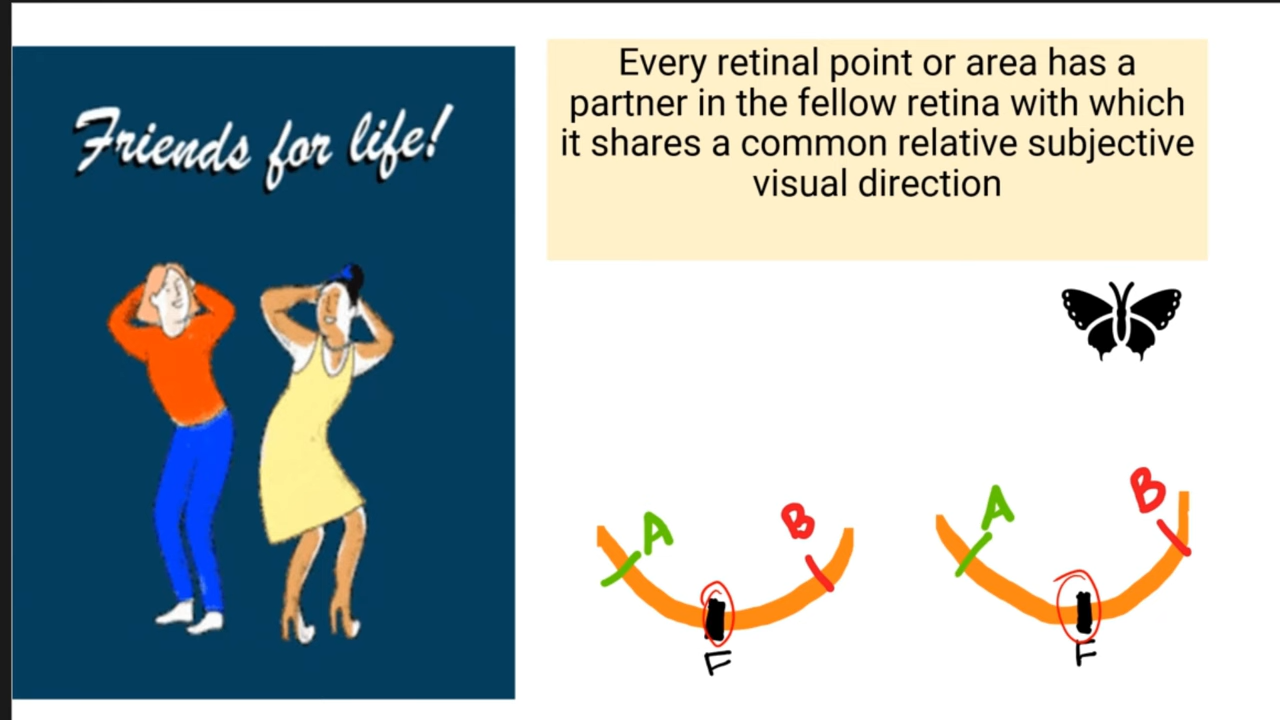 Friends for life!
Every retinal point or area has a
partner in the fellow retina with which
it shares a common relative subjective
visual direction
A B A B
F F